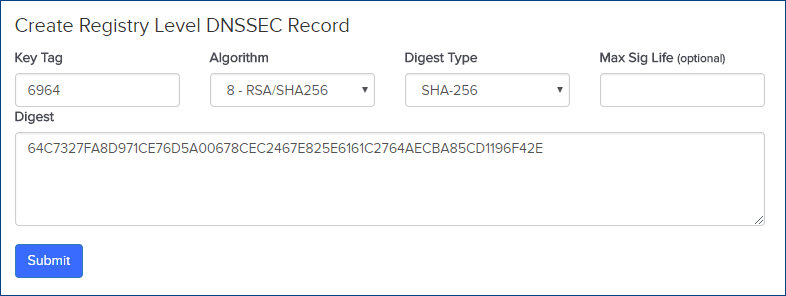 Create Registry Level DNSSEC Record
Key Tag Algorithm Digest Type Max Sig Life (optional)
6964 8 - RSA/SHA256 SHA-256
Digest
64C7327FA8D971CE76D5A00678CEC2467E825E6161C2764AECBA85CD1196F42E
Submit